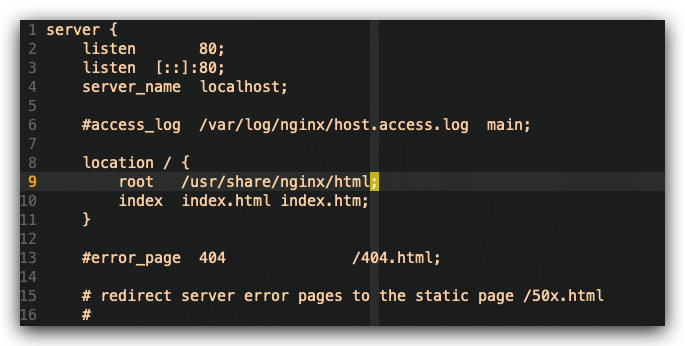 1 server {
2     listen       80;
3     listen  [::]:80;
4     server_name  localhost;
5
6     #access_log  /var/log/nginx/host.access.log  main;
7
8     location / {
9         root   /usr/share/nginx/html;
10         index  index.html index.htm;
11     }
12
13     #error_page  404              /404.html;
14
15     # redirect server error pages to the static page /50x.html
16     #